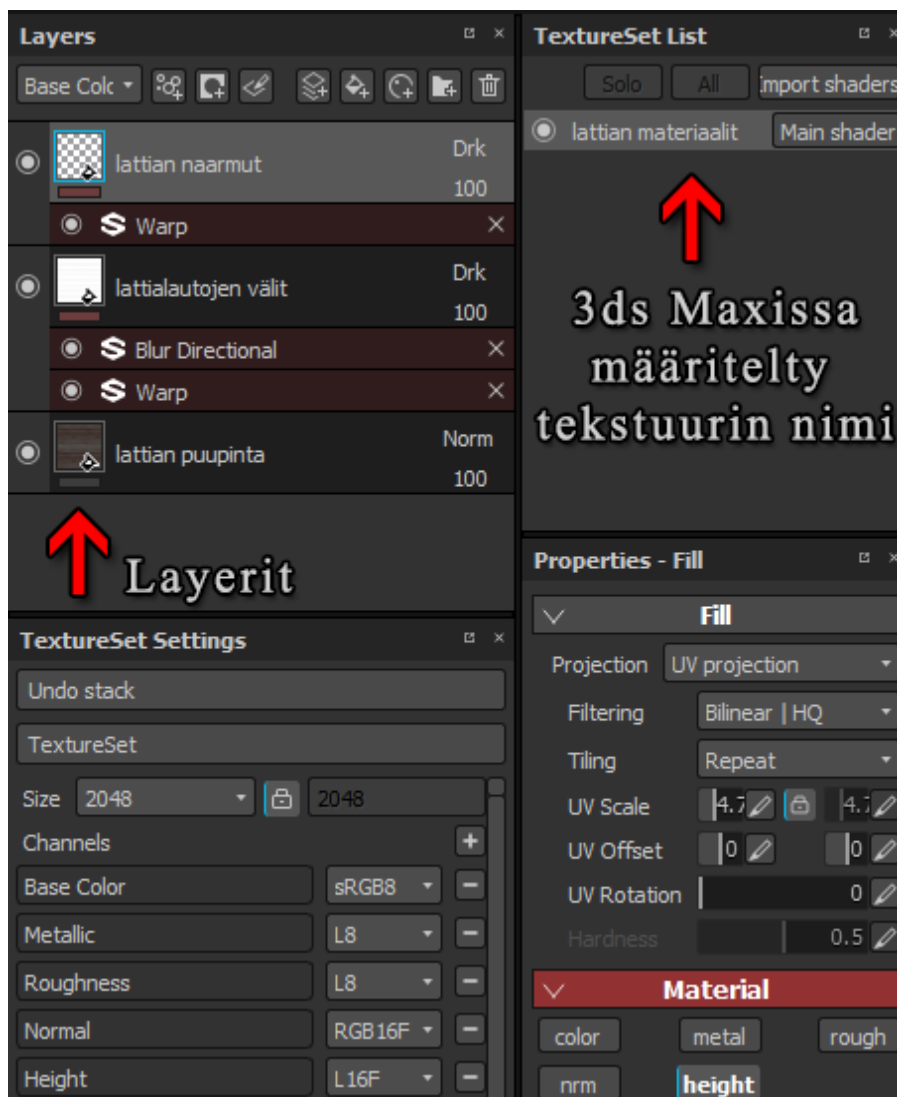 Layers
Base Colc
lattian naarmut
Drk
100
Warp
lattialautojen välit
Drk
100
Blur Directional
Warp
lattian puupinta
Norm
100
Layerit
TextureSet List
Solo
All
Import shaders
lattian materiaalit
Main shader
3ds Maxissa
määritelty
tekstuurin nimi
TextureSet Settings
Undo stack
TextureSet
Size 2048 2048
Channels
Base Color sRGB8
Metallic L8
Roughness L8
Normal RGB16F
Height L16F
Properties - Fill
Fill
Projection UV projection
Filtering Bilinear | HQ
Tiling Repeat
UV Scale 4.7 4.7
UV Offset 0 0
UV Rotation 0
Hardness 0.5
Material
color metal rough
nrm height